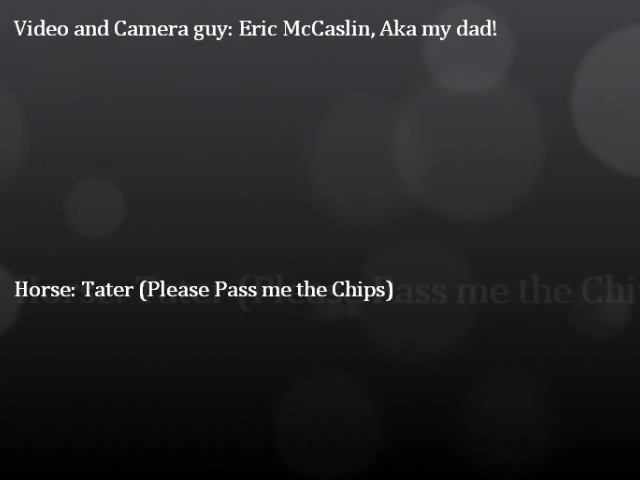 Video and Camera guy: Eric McCaslin, Aka my dad!
Horse: Tater (Please Pass me the Chips)